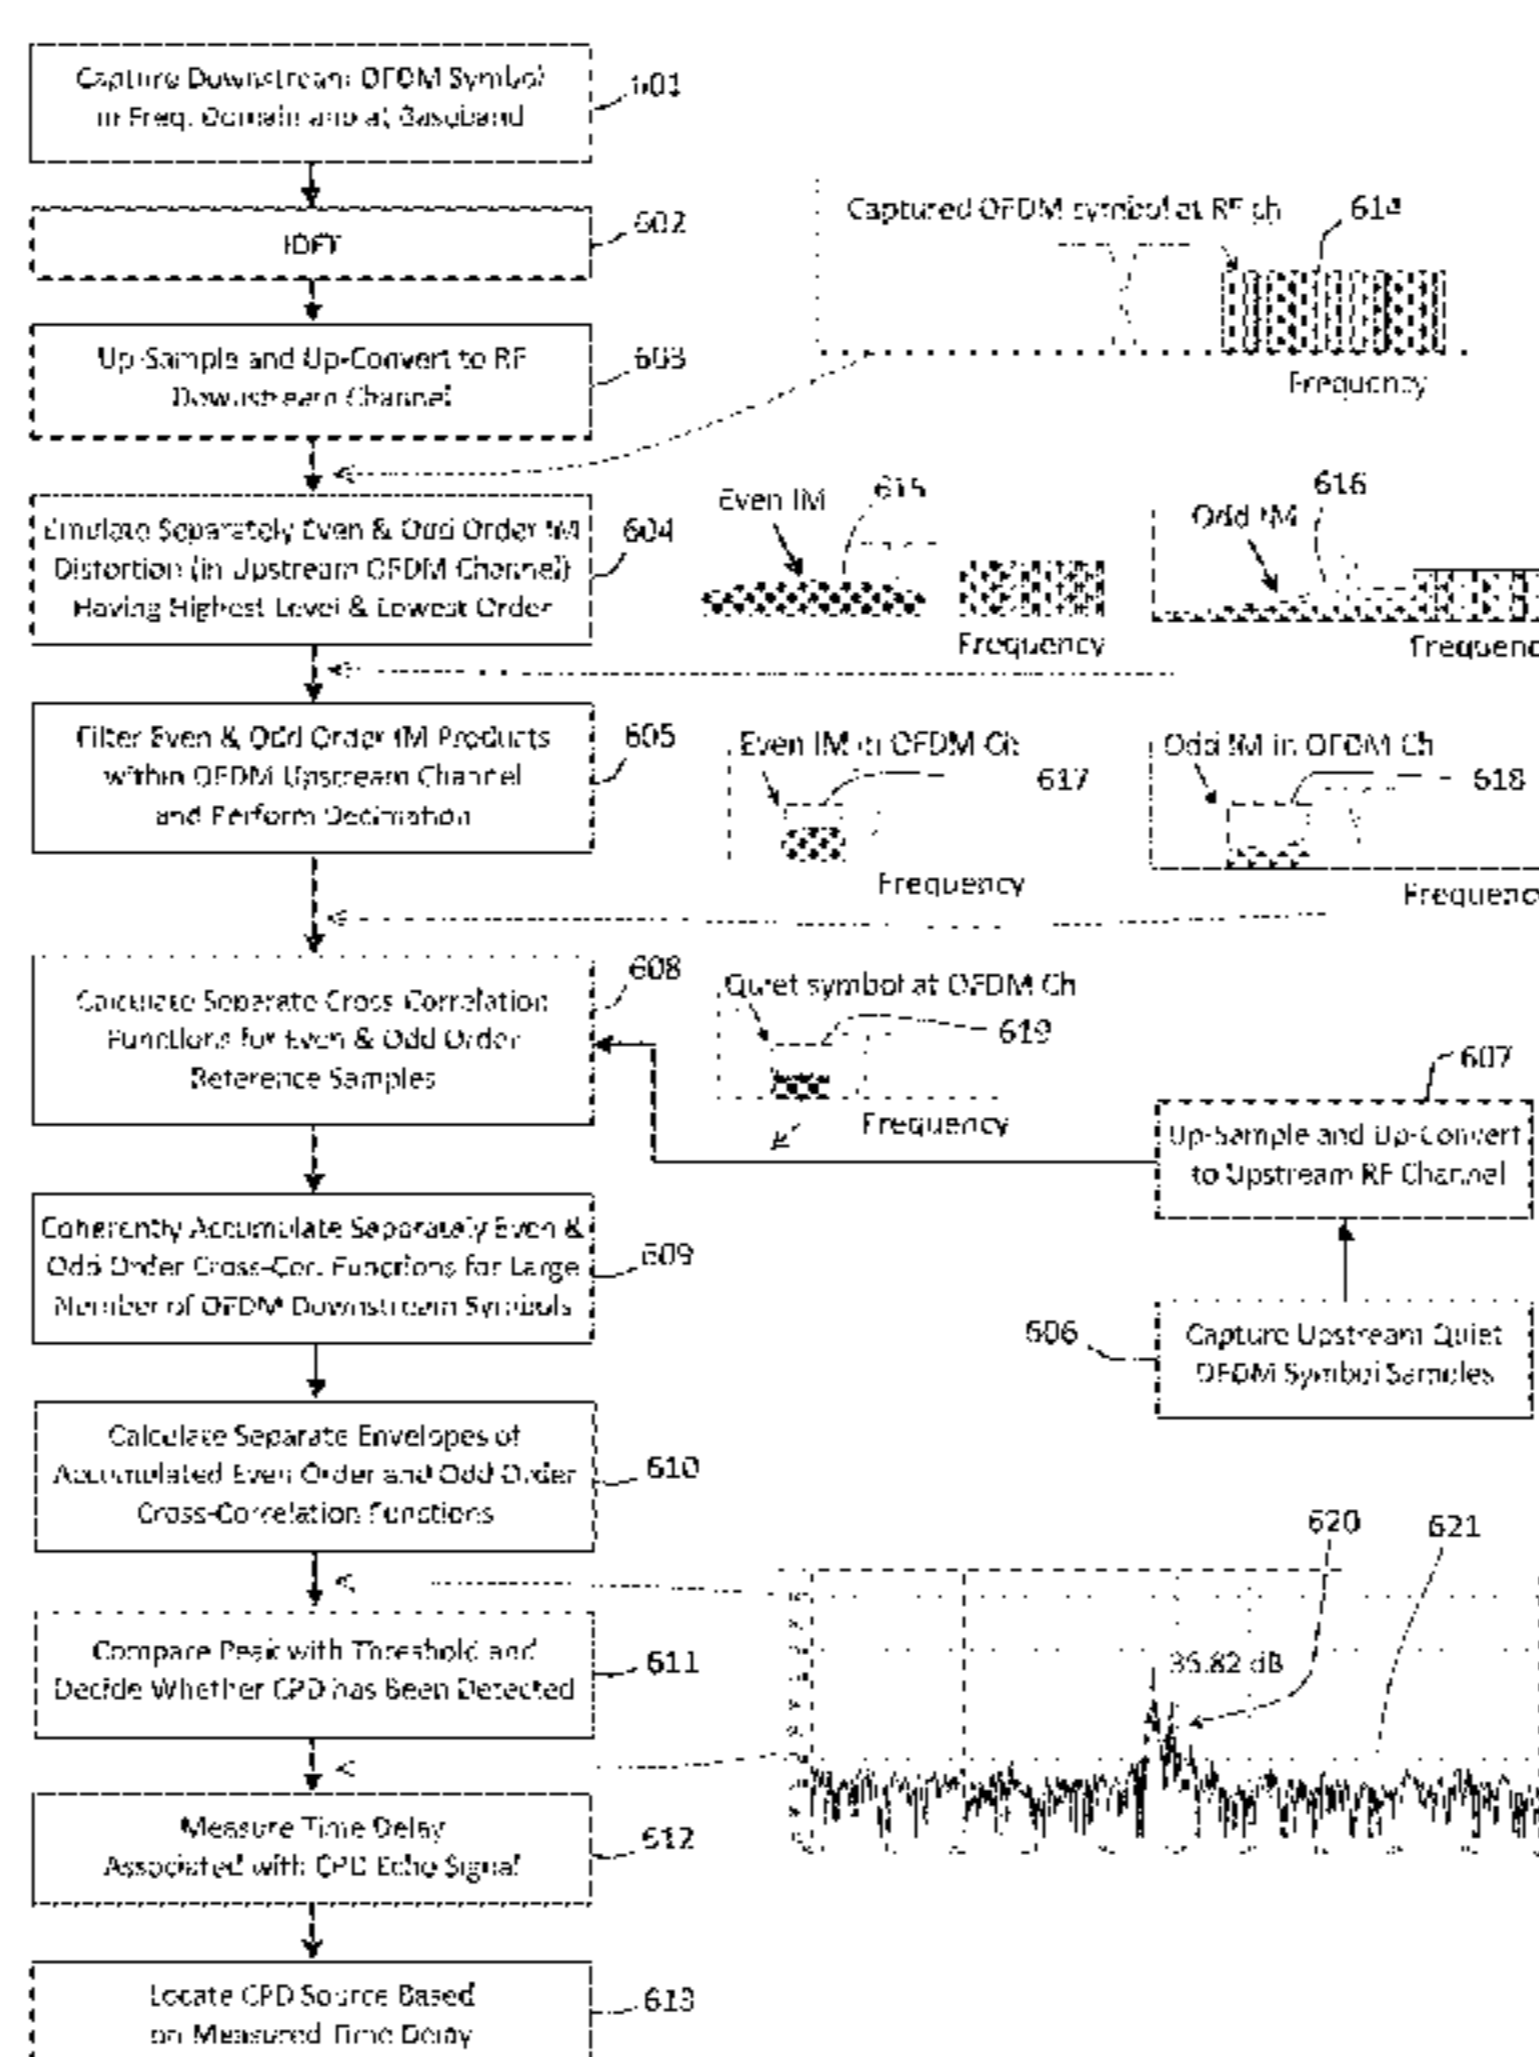 Capture Downstream OFDM Symbol
in Freq. Domain and at Baseband
601
IDFT
602
Up-Sample and Up-Convert to RF
Downstream Channel
603
Captured OFDM symbol at RF ch
614
Frequency
Emulate Separately Even & Odd Order IM
Distortion (in Upstream OFDM Channel)
Having Highest Level & Lowest Order
604
Even IM
615
Frequency
Odd IM
616
Frequenc
Filter Even & Odd Order IM Products
within OFDM Upstream Channel
and Perform Decimation
605
Even IM in OFDM Ch
617
Frequency
Odd IM in OFDM Ch
618
Frequenc
Calculate Separate Cross-Correlation
Functions for Even & Odd Order
Reference Samples
608
Quiet symbol at OFDM Ch
619
Frequency
607
Up-Sample and Up-Convert
to Upstream RF Channel
606
Capture Upstream Quiet
OFDM Symbol Samples
Coherently Accumulate Separately Even &
Odd Order Cross-Cor. Functions for Large
Number of OFDM Downstream Symbols
609
Calculate Separate Envelopes of
Accumulated Even Order and Odd Order
Cross-Correlation Functions
610
620
621
35.82 dB
Compare Peak with Threshold and
Decide Whether CPD has Been Detected
611
Measure Time Delay
Associated with CPD Echo Signal
612
Locate CPD Source Based
on Measured Time Delay
613